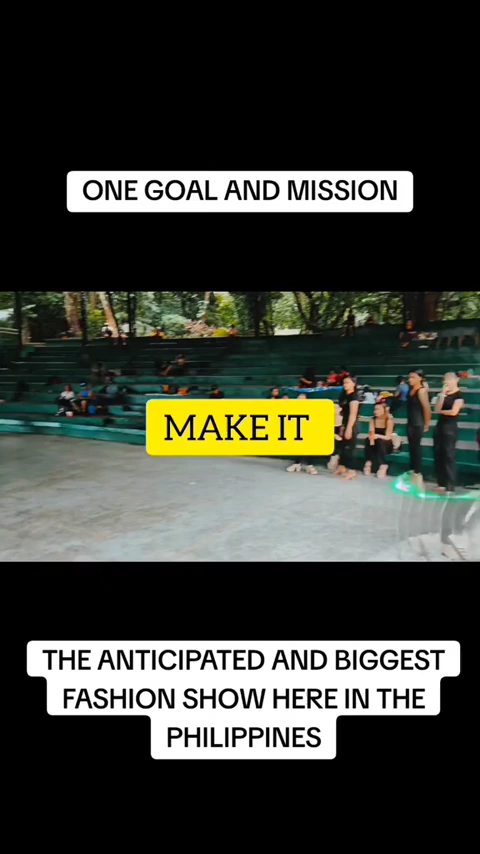 ONE GOAL AND MISSION
MAKE IT
THE ANTICIPATED AND BIGGEST
FASHION SHOW HERE IN THE
PHILIPPINES